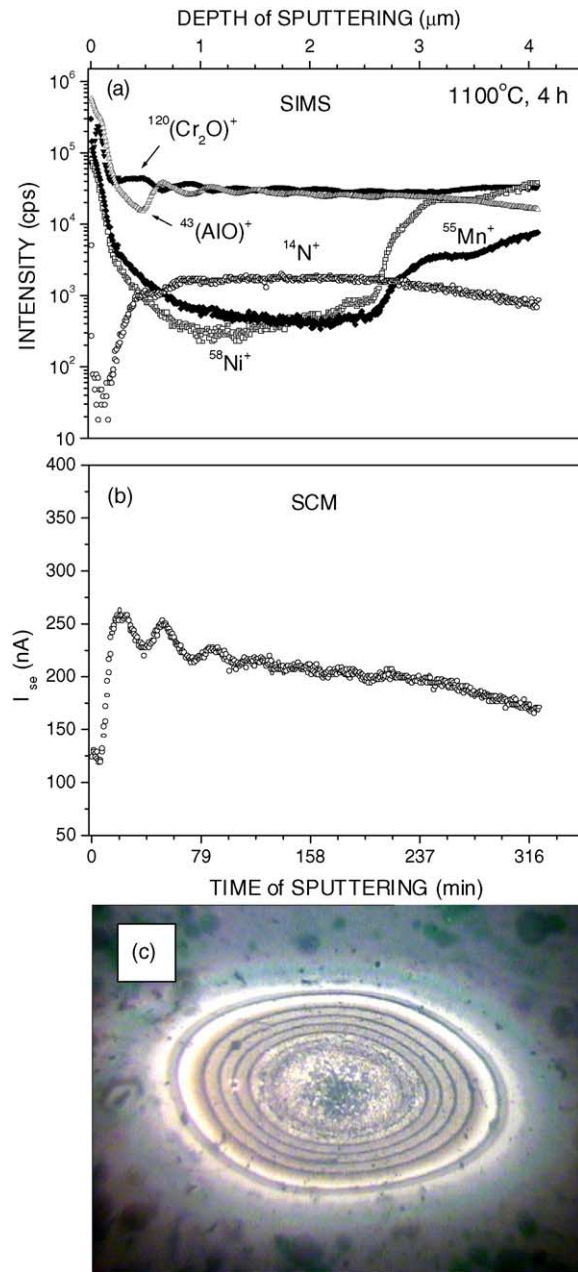 DEPTH of SPUTTERING (μm)
0 1 2 3 4
(a) SIMS 1100°C, 4 h
¹²⁰(Cr₂O)⁺
⁴³(AlO)⁺
¹⁴N⁺
⁵⁵Mn⁺
⁵⁸Ni⁺
INTENSITY (cps)
10⁶
10⁵
10⁴
10³
10²
10
(b) SCM
I se (nA)
400
350
300
250
200
150
100
50
0 79 158 237 316
TIME of SPUTTERING (min)
(c)